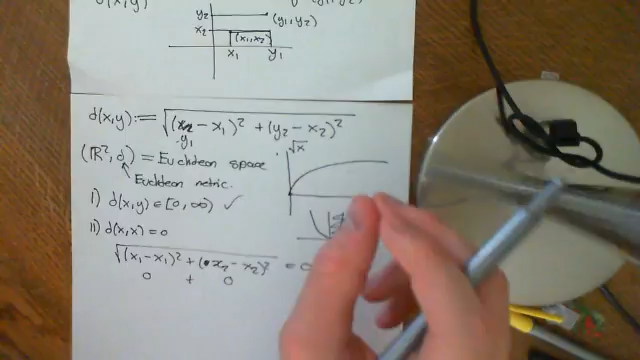 y₂
(y₁, y₂)
x₂
(x₁, x₂)
x₁
y₁
d(x,y) := √(y₁ - x₁)² + (y₂ - x₂)²
√x
(ℝ², d) = Euclidean space
Euclidean metric.
i) d(x,y) ∈ [0, ∞) ✓
ii) d(x,x) = 0
√(x₁ - x₁)² + (x₂ - x₂)² = 0
0 + 0